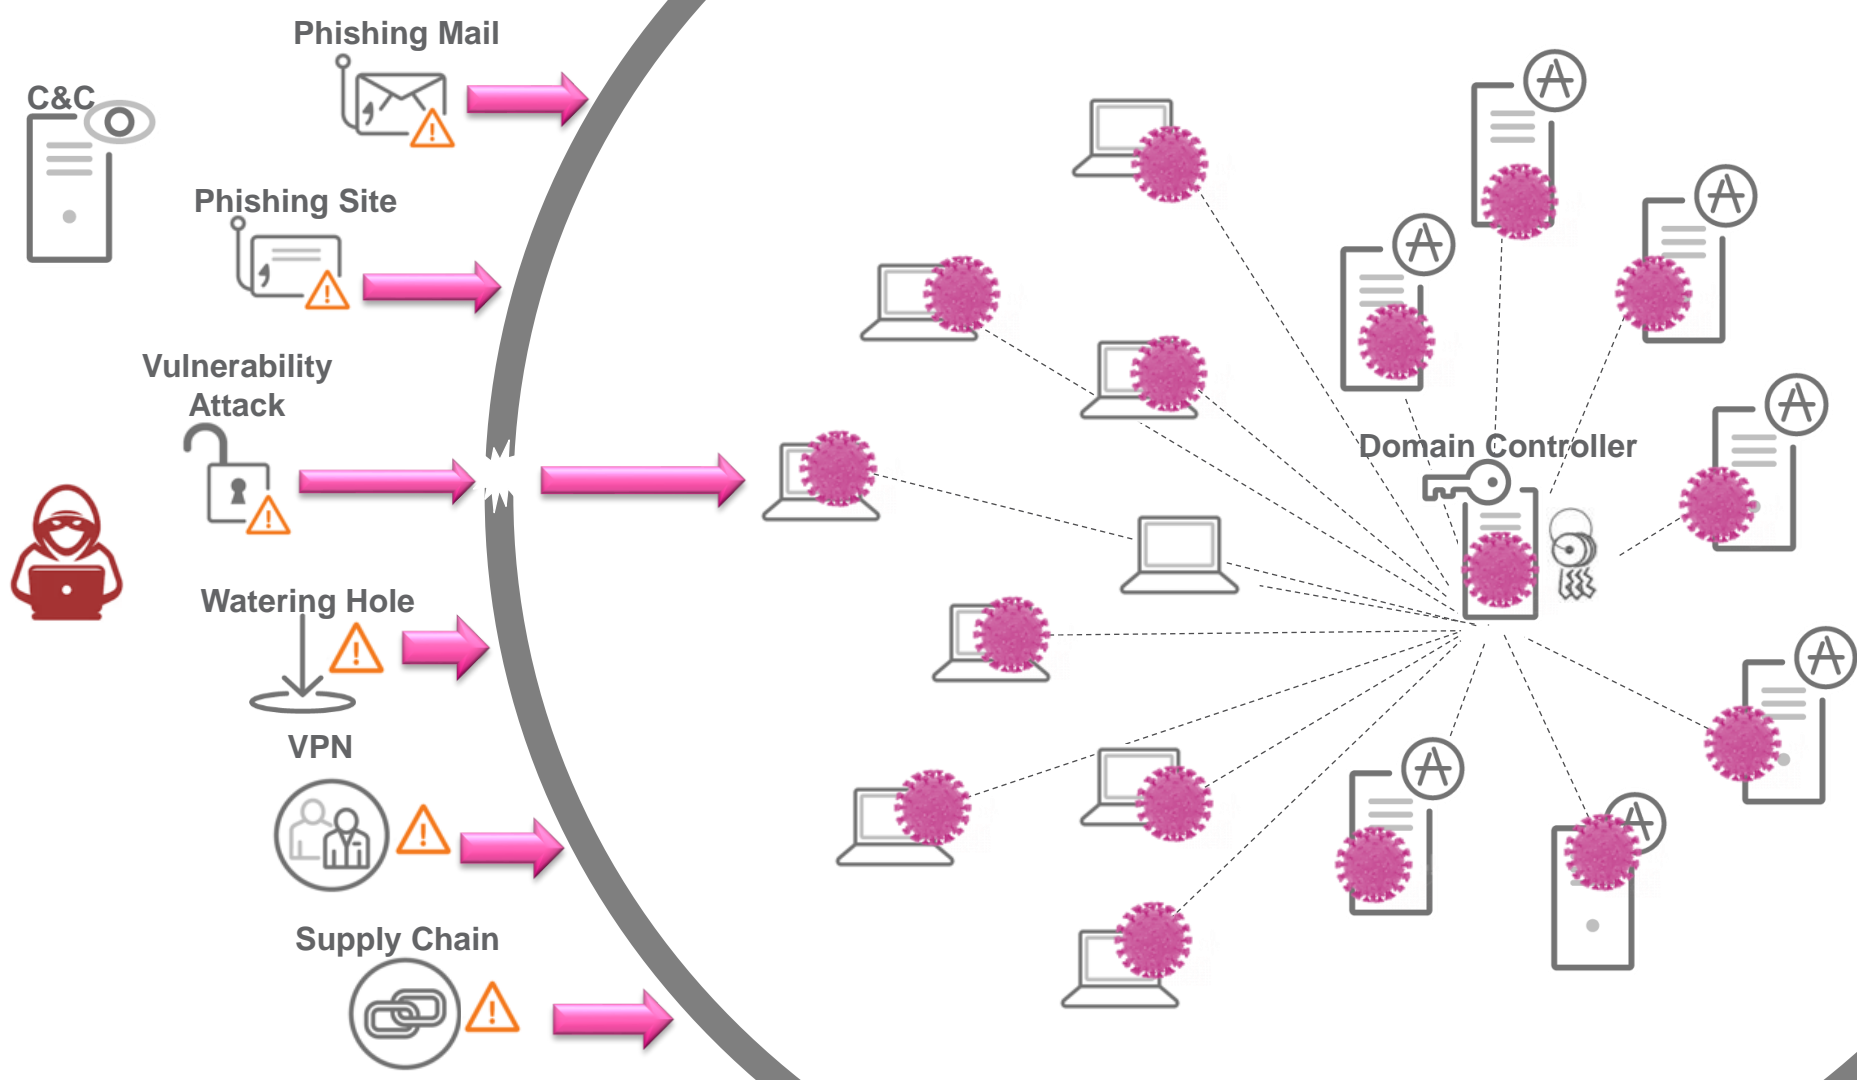 Phishing Mail
C&C
Phishing Site
Vulnerability
Attack
Domain Controller
Watering Hole
VPN
Supply Chain